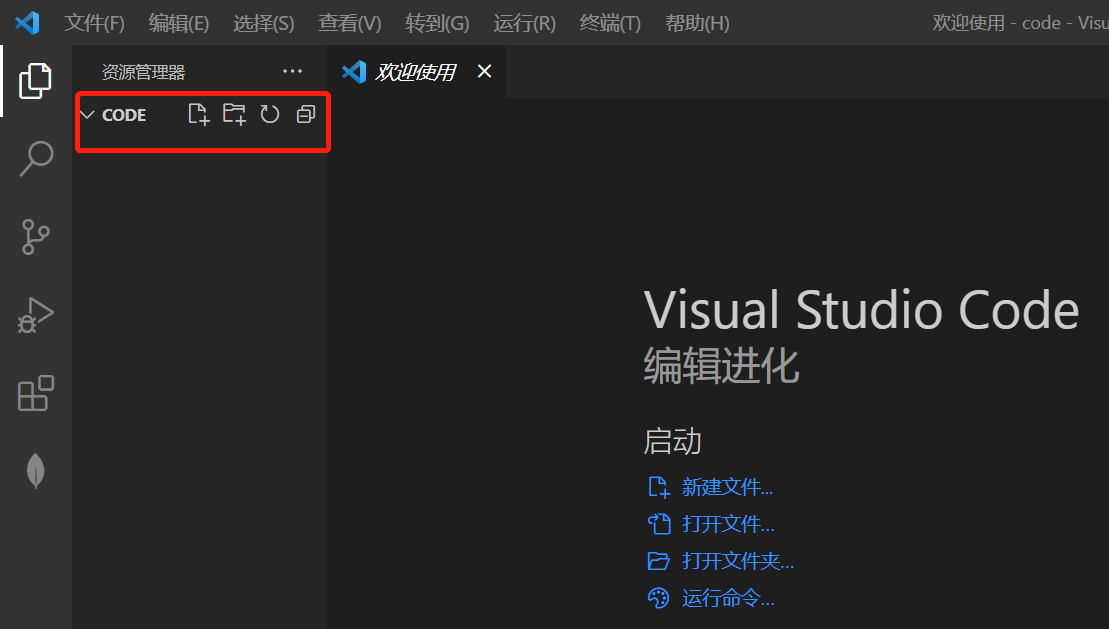 文件(F) 编辑(E) 选择(S) 查看(V) 转到(G) 运行(R) 终端(T) 帮助(H) 欢迎使用 - code - Visu
资源管理器 ··· 欢迎使用
CODE
Visual Studio Code
编辑进化
启动
新建文件...
打开文件...
打开文件夹...
运行命令...